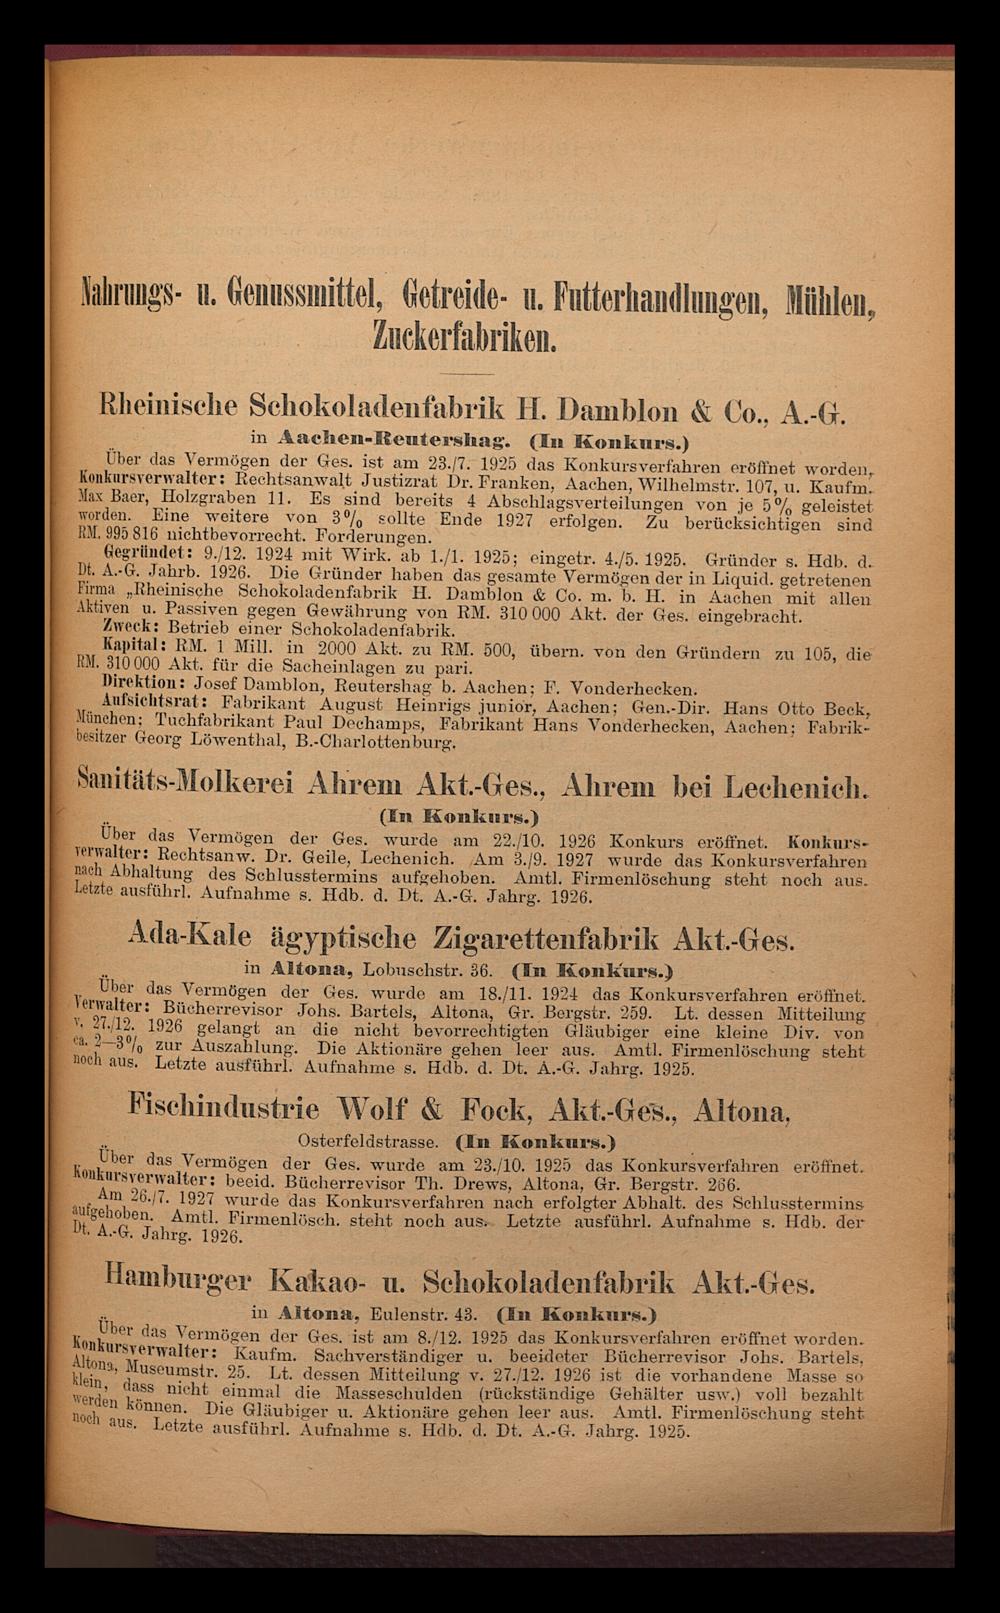 Nahrungs- u. Genussmittel, Getreide- u. Futterhandlungen, Mühlen,
Zuckerfabriken.
Rheinische Schokoladenfabrik H. Damblon & Co., A.-G.
in Aachen-Reutershag. (In Konkurs.)
Über das Vermögen der Ges. ist am 23./7. 1925 das Konkursverfahren eröffnet worden,
Konkursverwalter: Rechtsanwalt Justizrat Dr. Franken, Aachen, Wilhelmstr. 107, u. Kaufm.
Max Baer, Holzgraben 11. Es sind bereits 4 Abschlagsverteilungen von je 5% geleistet
worden. Eine weitere von 3% sollte Ende 1927 erfolgen. Zu berücksichtigen sind
RM. 995 816 nichtbevorrecht. Forderungen.
Gegründet: 9./12. 1924 mit Wirk. ab 1./1. 1925; eingetr. 4./5. 1925. Gründer s. Hdb. d.
Dt. A.-G. Jahrb. 1926. Die Gründer haben das gesamte Vermögen der in Liquid. getretenen
Firma „Rheinische Schokoladenfabrik H. Damblon & Co. m. b. H. in Aachen mit allen
Aktiven u. Passiven gegen Gewährung von RM. 310 000 Akt. der Ges. eingebracht.
Zweck: Betrieb einer Schokoladenfabrik.
Kapital: RM. 1 Mill. in 2000 Akt. zu RM. 500, übern. von den Gründern zu 105, die
RM. 310 000 Akt. für die Sacheinlagen zu pari.
Direktion: Josef Damblon, Reutershag b. Aachen; F. Vonderhecken.
Aufsichtsrat: Fabrikant August Heinrigs junior, Aachen; Gen.-Dir. Hans Otto Beck,
München; Tuchfabrikant Paul Dechamps, Fabrikant Hans Vonderhecken, Aachen; Fabrik-
besitzer Georg Löwenthal, B.-Charlottenburg.
Sanitäts-Molkerei Ahrem Akt.-Ges., Ahrem bei Lechenich.
(In Konkurs.)
Über das Vermögen der Ges. wurde am 22./10. 1926 Konkurs eröffnet. Konkurs-
verwalter: Rechtsanw. Dr. Geile, Lechenich. Am 3./9. 1927 wurde das Konkursverfahren
nach Abhaltung des Schlusstermins aufgehoben. Amtl. Firmenlöschung steht noch aus.
Letzte ausführl. Aufnahme s. Hdb. d. Dt. A.-G. Jahrg. 1926.
Ada-Kale ägyptische Zigarettenfabrik Akt.-Ges.
in Altona, Lobuschstr. 36. (In Konkurs.)
Über das Vermögen der Ges. wurde am 18./11. 1924 das Konkursverfahren eröffnet.
Verwalter: Bücherrevisor Johs. Bartels, Altona, Gr. Bergstr. 259. Lt. dessen Mitteilung
v. 27./12. 1926 gelangt an die nicht bevorrechtigten Gläubiger eine kleine Div. von
ca. 2—3% zur Auszahlung. Die Aktionäre gehen leer aus. Amtl. Firmenlöschung steht
noch aus. Letzte ausführl. Aufnahme s. Hdb. d. Dt. A.-G. Jahrg. 1925.
Fischindustrie Wolf & Fock, Akt.-Ges., Altona,
Osterfeldstrasse. (In Konkurs.)
Über das Vermögen der Ges. wurde am 23./10. 1925 das Konkursverfahren eröffnet.
Konkursverwalter: beeid. Bücherrevisor Th. Drews, Altona, Gr. Bergstr. 266.
Am 26./7. 1927 wurde das Konkursverfahren nach erfolgter Abhalt. des Schlusstermins
aufgehoben. Amtl. Firmenlösch. steht noch aus. Letzte ausführl. Aufnahme s. Hdb. der
Dt. A.-G. Jahrg. 1926.
Hamburger Kakao- u. Schokoladenfabrik Akt.-Ges.
in Altona, Eulenstr. 43. (In Konkurs.)
Über das Vermögen der Ges. ist am 8./12. 1925 das Konkursverfahren eröffnet worden.
Konkursverwalter: Kaufm. Sachverständiger u. beeideter Bücherrevisor Johs. Bartels,
Altona, Museumstr. 25. Lt. dessen Mitteilung v. 27./12. 1926 ist die vorhandene Masse so
klein, dass nicht einmal die Masseschulden (rückständige Gehälter usw.) voll bezahlt
werden können. Die Gläubiger u. Aktionäre gehen leer aus. Amtl. Firmenlöschung steht
noch aus. Letzte ausführl. Aufnahme s. Hdb. d. Dt. A.-G. Jahrg. 1925.